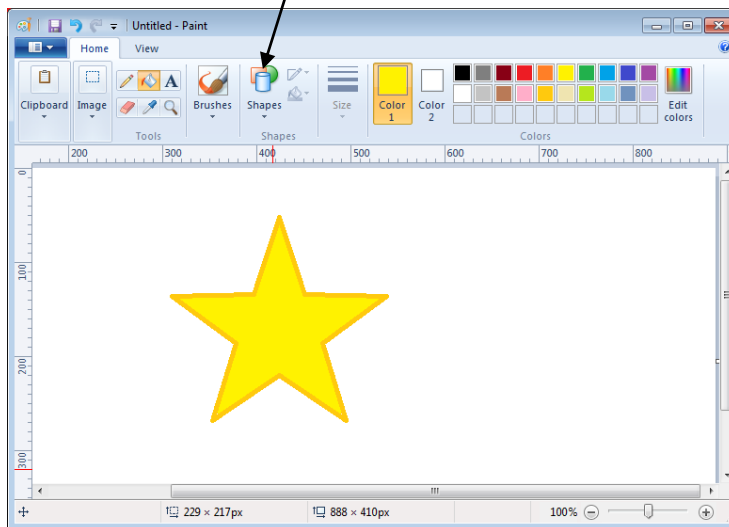 Untitled - Paint
Home View
Clipboard Image A Brushes Shapes Size Color 1 Color 2 Edit colors
Tools Shapes Colors
200 300 400 500 600 700 800
0
100
200
300
229 × 217px 888 × 410px 100%